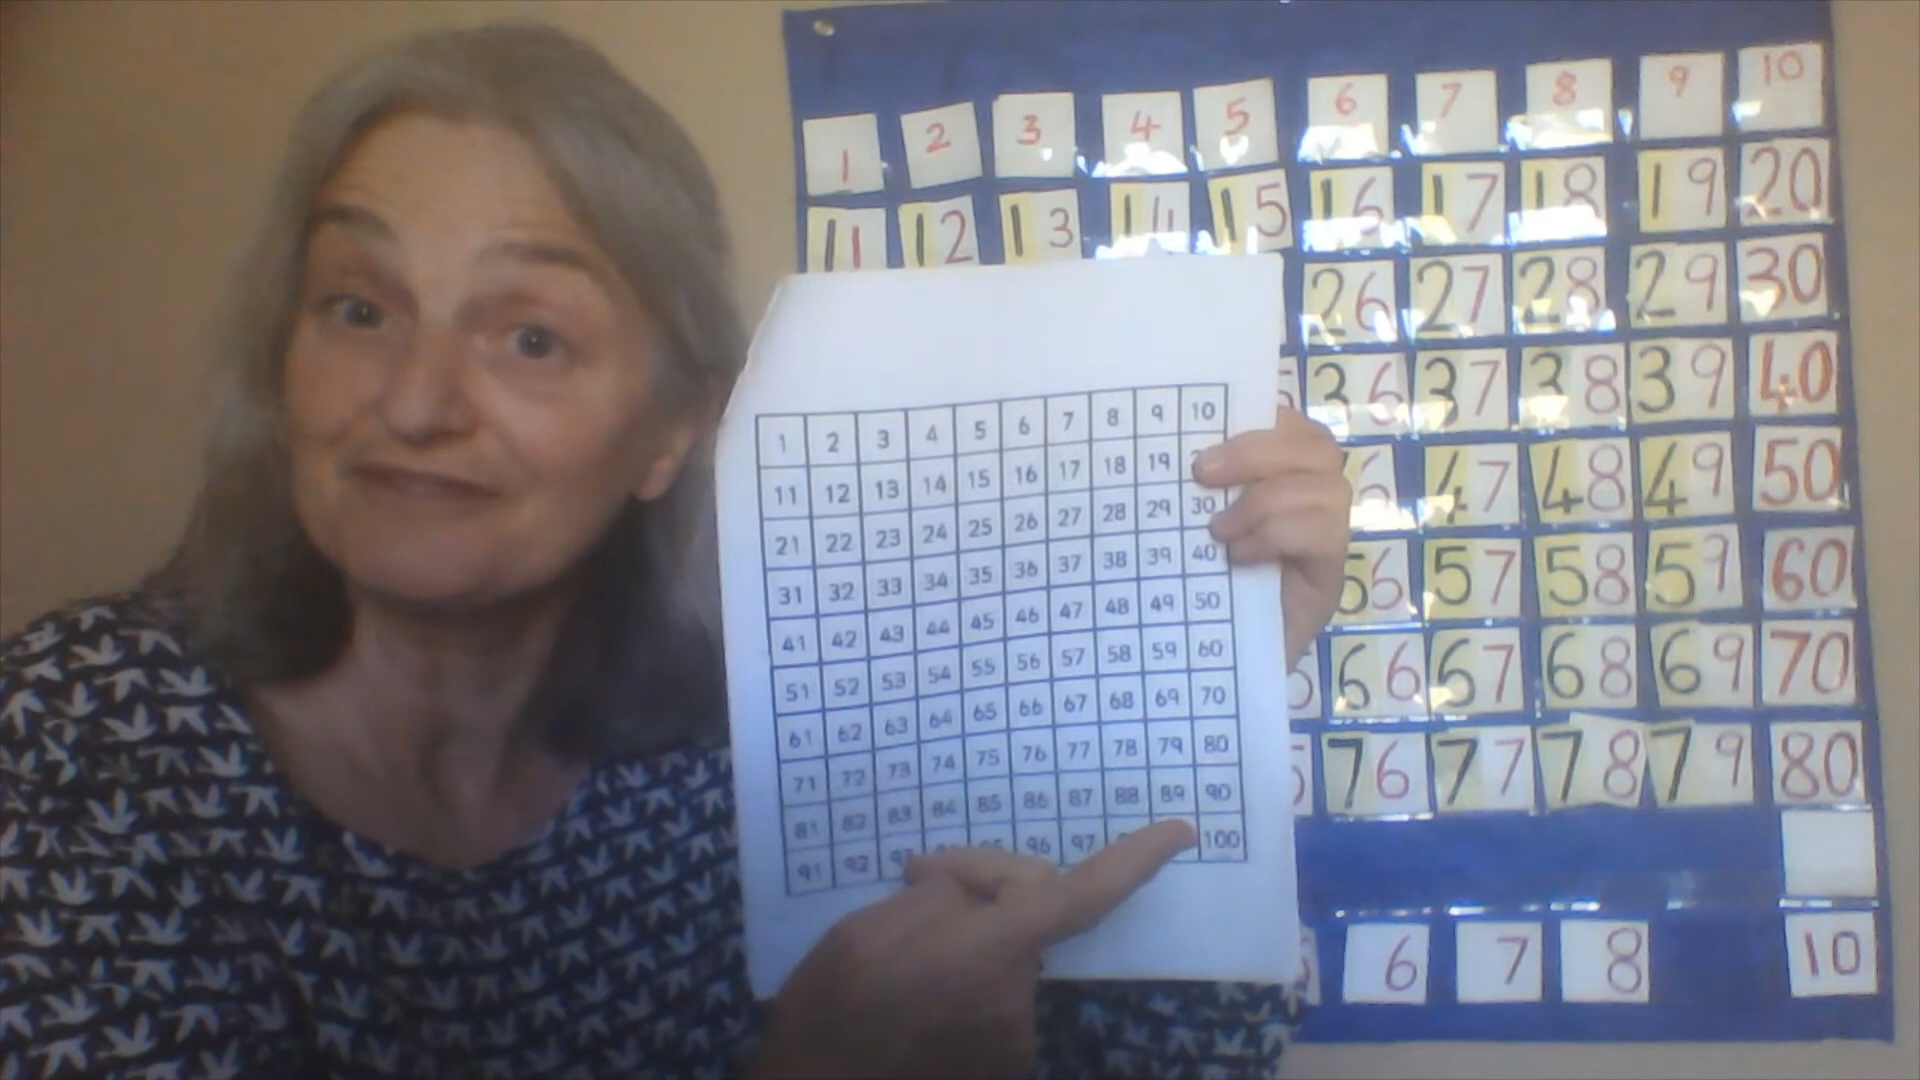 1 2 3 4 5 6 7 8 9 10
11 12 13 14 15 16 17 18 19 20
26 27 28 29 30
36 37 38 39 40
47 48 49 50
56 57 58 59 60
66 67 68 69 70
76 77 78 79 80
6 7 8 10
1 2 3 4 5 6 7 8 9 10
11 12 13 14 15 16 17 18 19
21 22 23 24 25 26 27 28 29 30
31 32 33 34 35 36 37 38 39 40
41 42 43 44 45 46 47 48 49 50
51 52 53 54 55 56 57 58 59 60
61 62 63 64 65 66 67 68 69 70
71 72 73 74 75 76 77 78 79 80
81 82 83 84 85 86 87 88 89 90
91 92 96 97 100